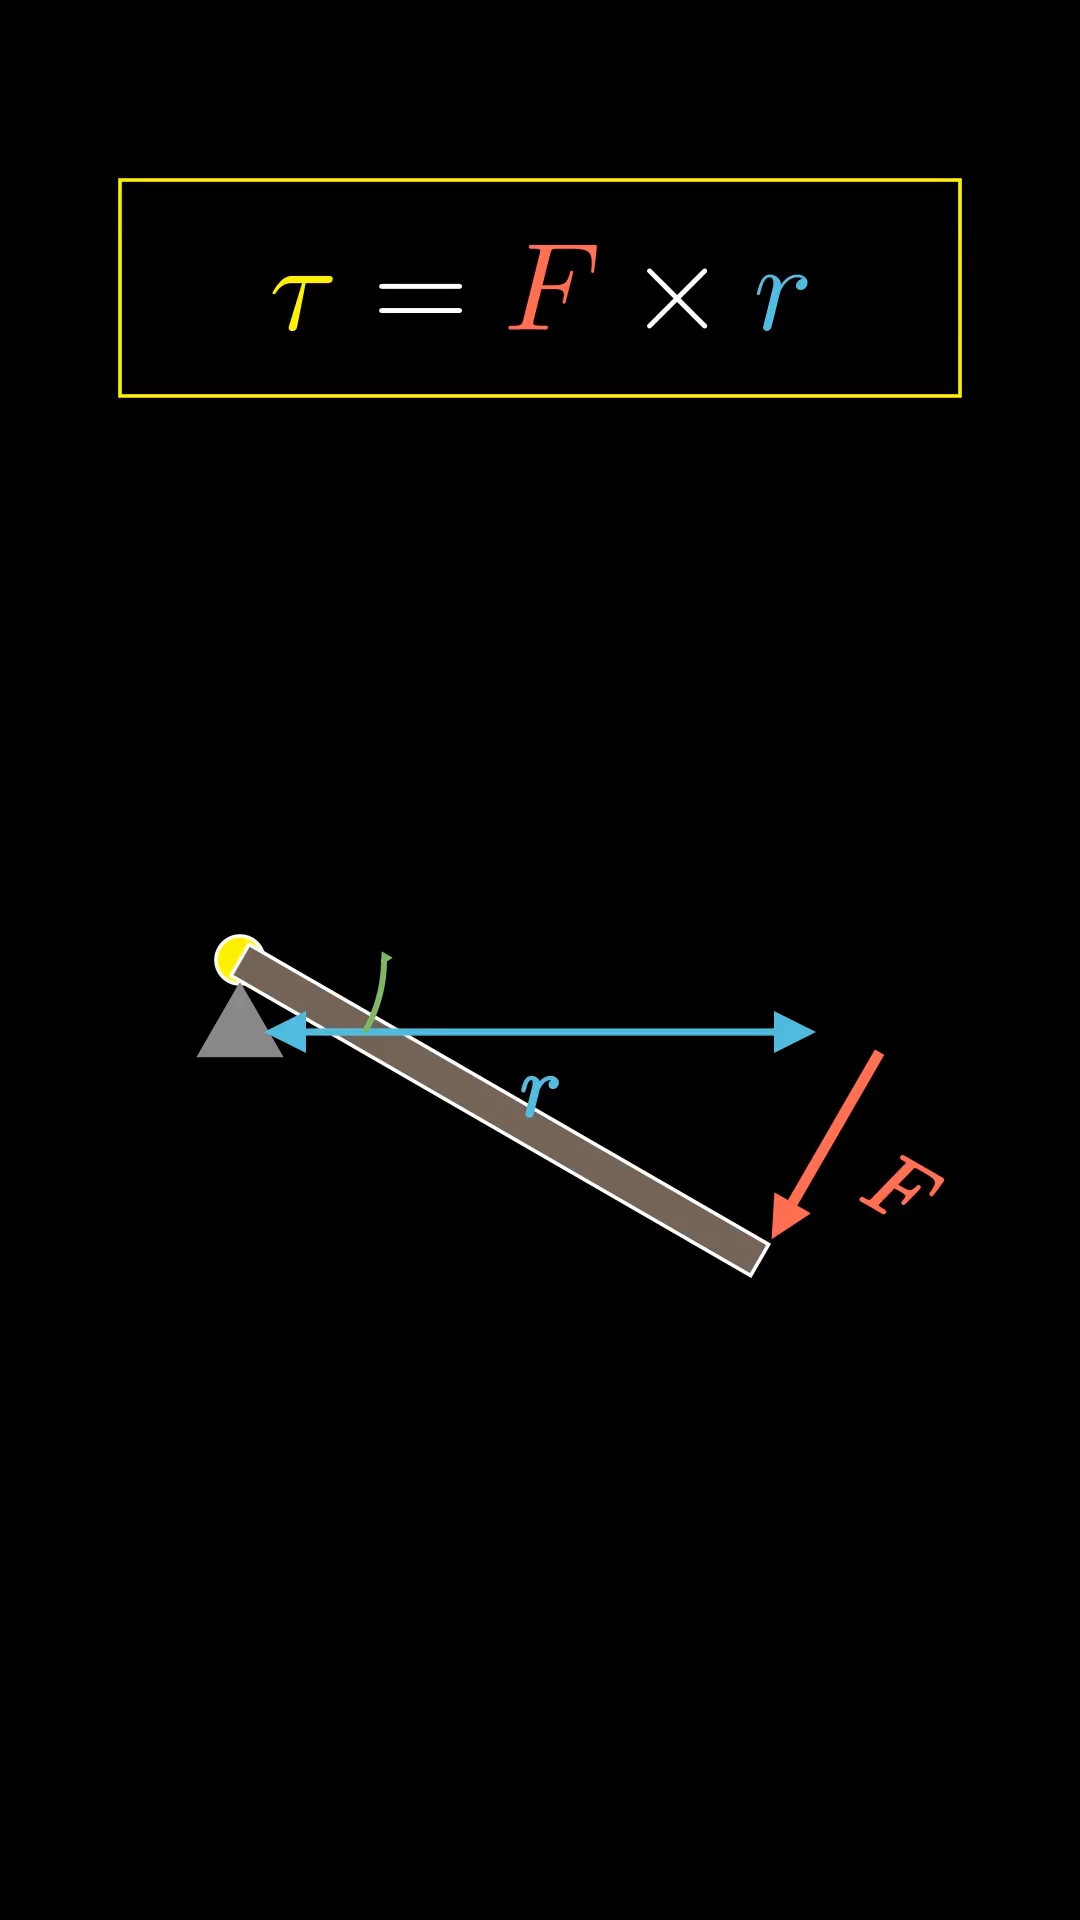 τ = F × r
r
F